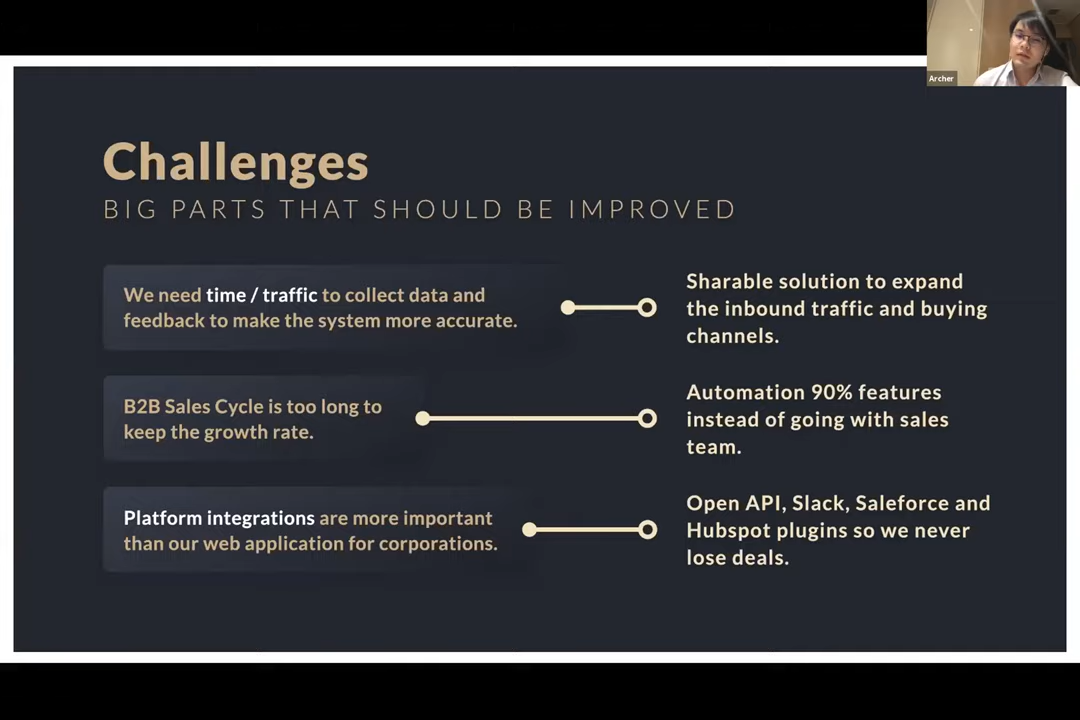 Archer
Challenges
BIG PARTS THAT SHOULD BE IMPROVED
We need time / traffic to collect data and
feedback to make the system more accurate.
Sharable solution to expand
the inbound traffic and buying
channels.
B2B Sales Cycle is too long to
keep the growth rate.
Automation 90% features
instead of going with sales
team.
Platform integrations are more important
than our web application for corporations.
Open API, Slack, Saleforce and
Hubspot plugins so we never
lose deals.